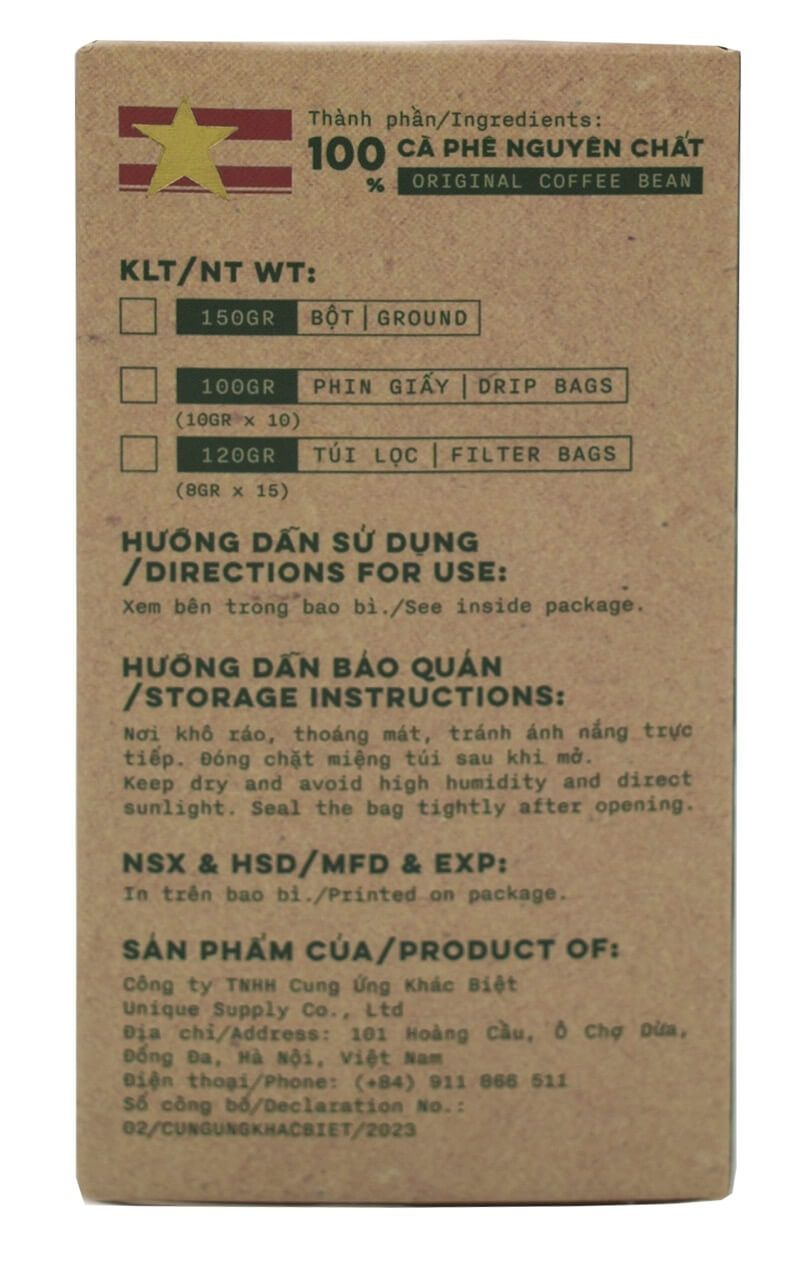 Thành phần/Ingredients:
100 % CÀ PHÊ NGUYÊN CHẤT
ORIGINAL COFFEE BEAN
KLT/NT WT:
150GR BỘT | GROUND
100GR PHIN GIẤY | DRIP BAGS
(10GR x 10)
120GR TÚI LỌC | FILTER BAGS
(8GR x 15)
HƯỚNG DẪN SỬ DỤNG
/DIRECTIONS FOR USE:
Xem bên trong bao bì./See inside package.
HƯỚNG DẪN BẢO QUẢN
/STORAGE INSTRUCTIONS:
Nơi khô ráo, thoáng mát, tránh ánh nắng trực
tiếp. Đóng chặt miệng túi sau khi mở.
Keep dry and avoid high humidity and direct
sunlight. Seal the bag tightly after opening.
NSX & HSD/MFD & EXP:
In trên bao bì./Printed on package.
SẢN PHẨM CỦA/PRODUCT OF:
Công ty TNHH Cung Ứng Khác Biệt
Unique Supply Co., Ltd
Địa chỉ/Address: 101 Hoàng Cầu, Ô Chợ Dừa,
Đống Đa, Hà Nội, Việt Nam
Điện thoại/Phone: (+84) 911 866 511
Số công bố/Declaration No.:
02/CUNGUNGKHACBIET/2023